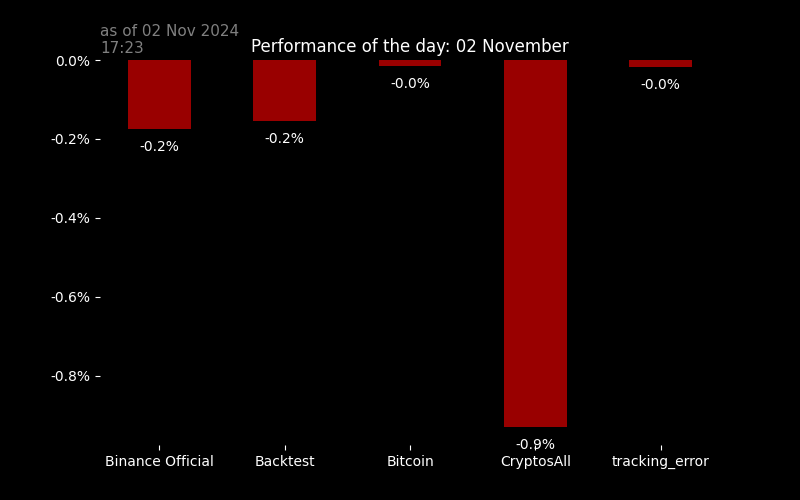 as of 02 Nov 2024
17:23
Performance of the day: 02 November
0.0%
-0.2%
-0.4%
-0.6%
-0.8%
-0.2%
-0.2%
-0.0%
-0.9%
-0.0%
Binance Official
Backtest
Bitcoin
CryptosAll
tracking_error